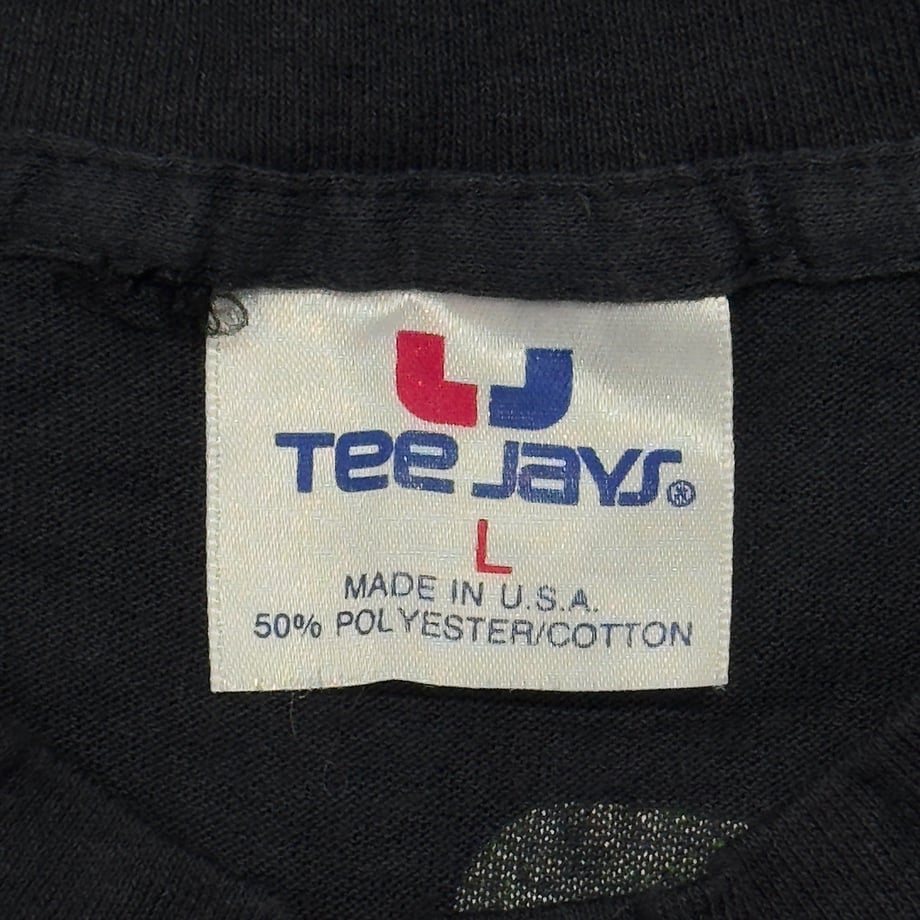 Tee Jays®
L
MADE IN U.S.A.
50% POLYESTER/COTTON